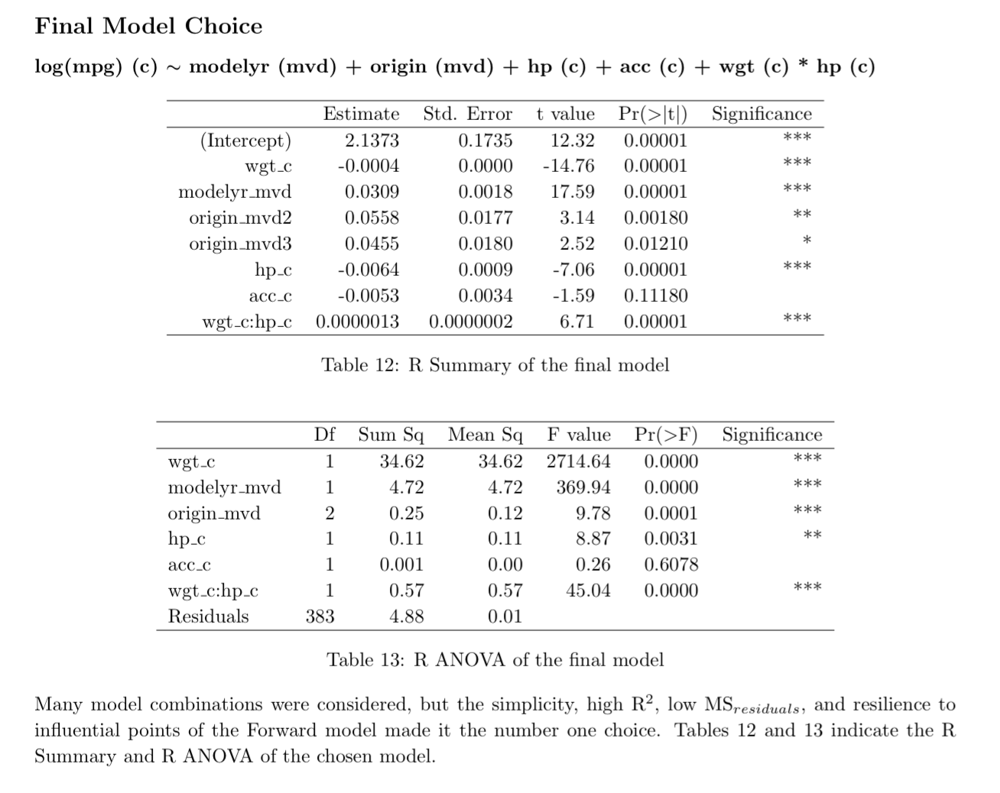 Final Model Choice
log(mpg) (c) ~ modelyr (mvd) + origin (mvd) + hp (c) + acc (c) + wgt (c) * hp (c)
Estimate Std. Error t value Pr(>|t|) Significance
(Intercept) 2.1373 0.1735 12.32 0.00001 ***
wgt_c -0.0004 0.0000 -14.76 0.00001 ***
modelyr_mvd 0.0309 0.0018 17.59 0.00001 ***
origin_mvd2 0.0558 0.0177 3.14 0.00180 **
origin_mvd3 0.0455 0.0180 2.52 0.01210 *
hp_c -0.0064 0.0009 -7.06 0.00001 ***
acc_c -0.0053 0.0034 -1.59 0.11180
wgt_c:hp_c 0.0000013 0.0000002 6.71 0.00001 ***
Table 12: R Summary of the final model
Df Sum Sq Mean Sq F value Pr(>F) Significance
wgt_c 1 34.62 34.62 2714.64 0.0000 ***
modelyr_mvd 1 4.72 4.72 369.94 0.0000 ***
origin_mvd 2 0.25 0.12 9.78 0.0001 ***
hp_c 1 0.11 0.11 8.87 0.0031 **
acc_c 1 0.001 0.00 0.26 0.6078
wgt_c:hp_c 1 0.57 0.57 45.04 0.0000 ***
Residuals 383 4.88 0.01
Table 13: R ANOVA of the final model
Many model combinations were considered, but the simplicity, high R², low MSresiduals, and resilience to
influential points of the Forward model made it the number one choice. Tables 12 and 13 indicate the R
Summary and R ANOVA of the chosen model.